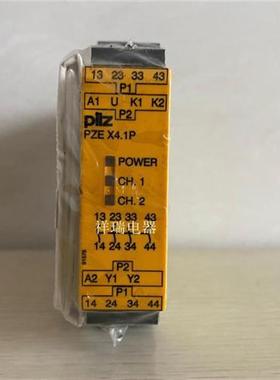 13 23 33 43
P1
A1 U K1 K2
P2
pilz
PZE X4.1P
POWER
CH. 1
CH. 2
13 23 33 43
祥瑞电器
14 24 34 44
P2
A2 Y1 Y2
P1
14 24 34 44